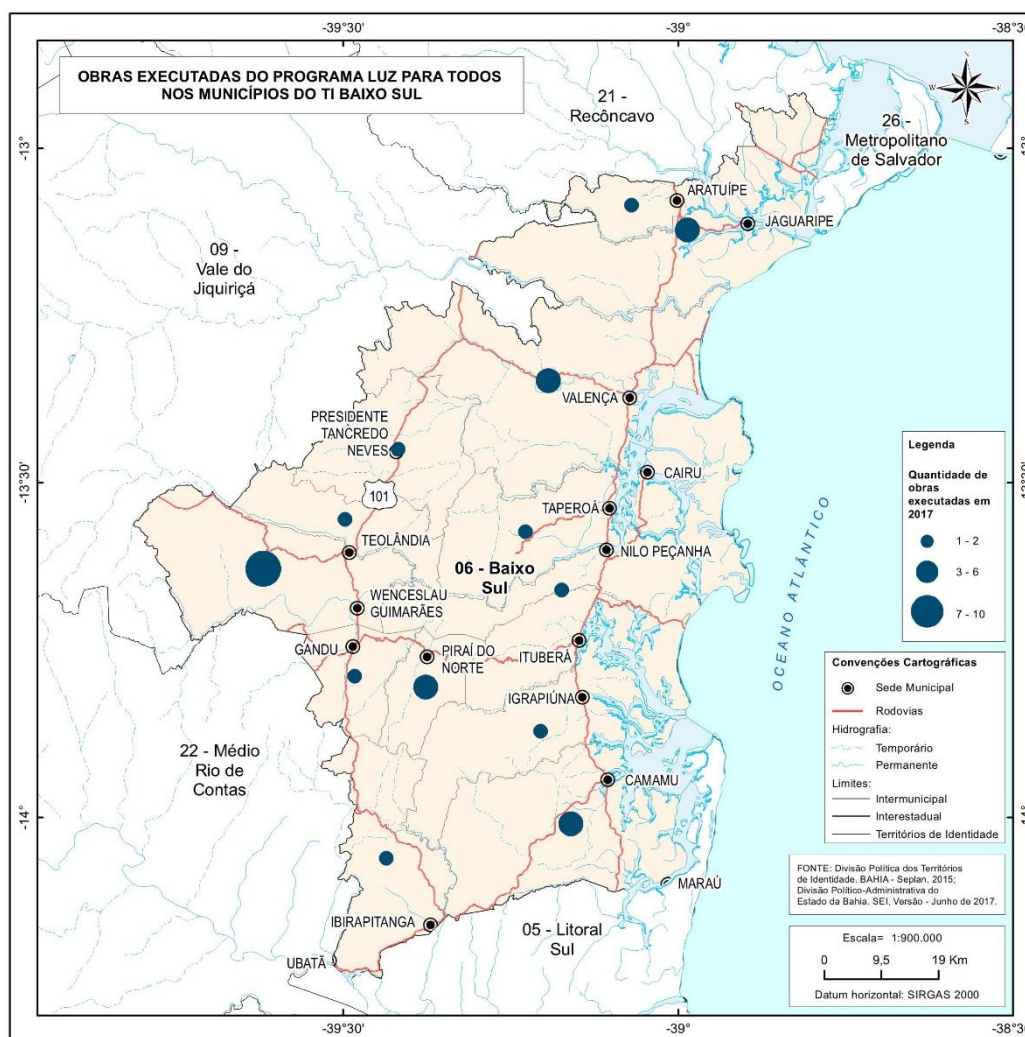 -39°30'
-39°
-38°30'
OBRAS EXECUTADAS DO PROGRAMA LUZ PARA TODOS
NOS MUNICÍPIOS DO TI BAIXO SUL
21 -
Recôncavo
26 -
Metropolitano
de Salvador
N
W
E
S
-13°
ARATUÍPE
JAGUARIPE
09 -
Vale do
Jiquiriçá
VALENÇA
PRESIDENTE
TANCREDO
NEVES
CAIRU
-13°30'
101
TAPEROÁ
TEOLÂNDIA
NILO PEÇANHA
06 - Baixo
Sul
WENCESLAU
GUIMARÃES
GANDU
PIRAÍ DO
NORTE
ITUBERÁ
IGRAPIÚNA
22 - Médio
Rio de
Contas
CAMAMU
-14°
-14°
MARAÚ
IBIRAPITANGA
05 - Litoral
Sul
UBATÃ
OCEANO ATLÂNTICO
Legenda
Quantidade de
obras
executadas em
2017
1 - 2
3 - 6
7 - 10
Convenções Cartográficas
Sede Municipal
Rodovias
Hidrografia:
Temporário
Permanente
Limites:
Intermunicipal
Interestadual
Territórios de Identidade
FONTE: Divisão Política dos Territórios
de Identidade. BAHIA - Seplan, 2015;
Divisão Político-Administrativa do
Estado da Bahia. SEI, Versão - Junho de 2017.
Escala= 1:900.000
0 9,5 19 Km
Datum horizontal: SIRGAS 2000
-39°30'
-39°
-38°30'